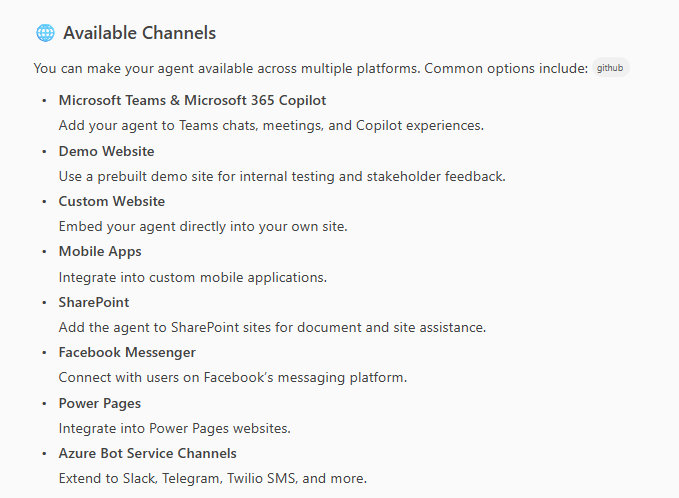 🌐 Available Channels
You can make your agent available across multiple platforms. Common options include: github
• Microsoft Teams & Microsoft 365 Copilot
Add your agent to Teams chats, meetings, and Copilot experiences.
• Demo Website
Use a prebuilt demo site for internal testing and stakeholder feedback.
• Custom Website
Embed your agent directly into your own site.
• Mobile Apps
Integrate into custom mobile applications.
• SharePoint
Add the agent to SharePoint sites for document and site assistance.
• Facebook Messenger
Connect with users on Facebook’s messaging platform.
• Power Pages
Integrate into Power Pages websites.
• Azure Bot Service Channels
Extend to Slack, Telegram, Twilio SMS, and more.